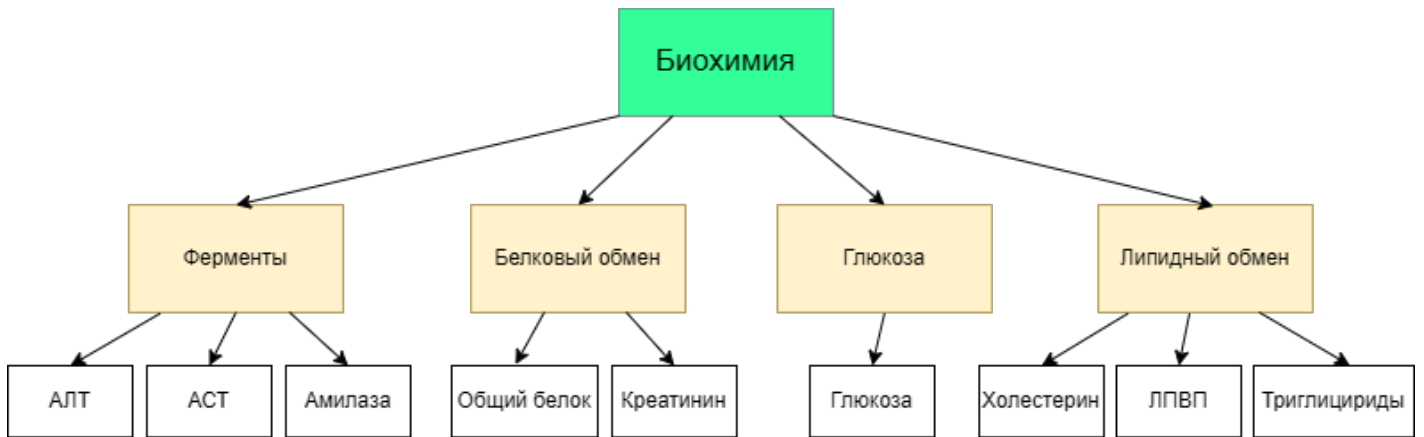 Биохимия
Ферменты
Белковый обмен
Глюкоза
Липидный обмен
АЛТ
АСТ
Амилаза
Общий белок
Креатинин
Глюкоза
Холестерин
ЛПВП
Триглицириды